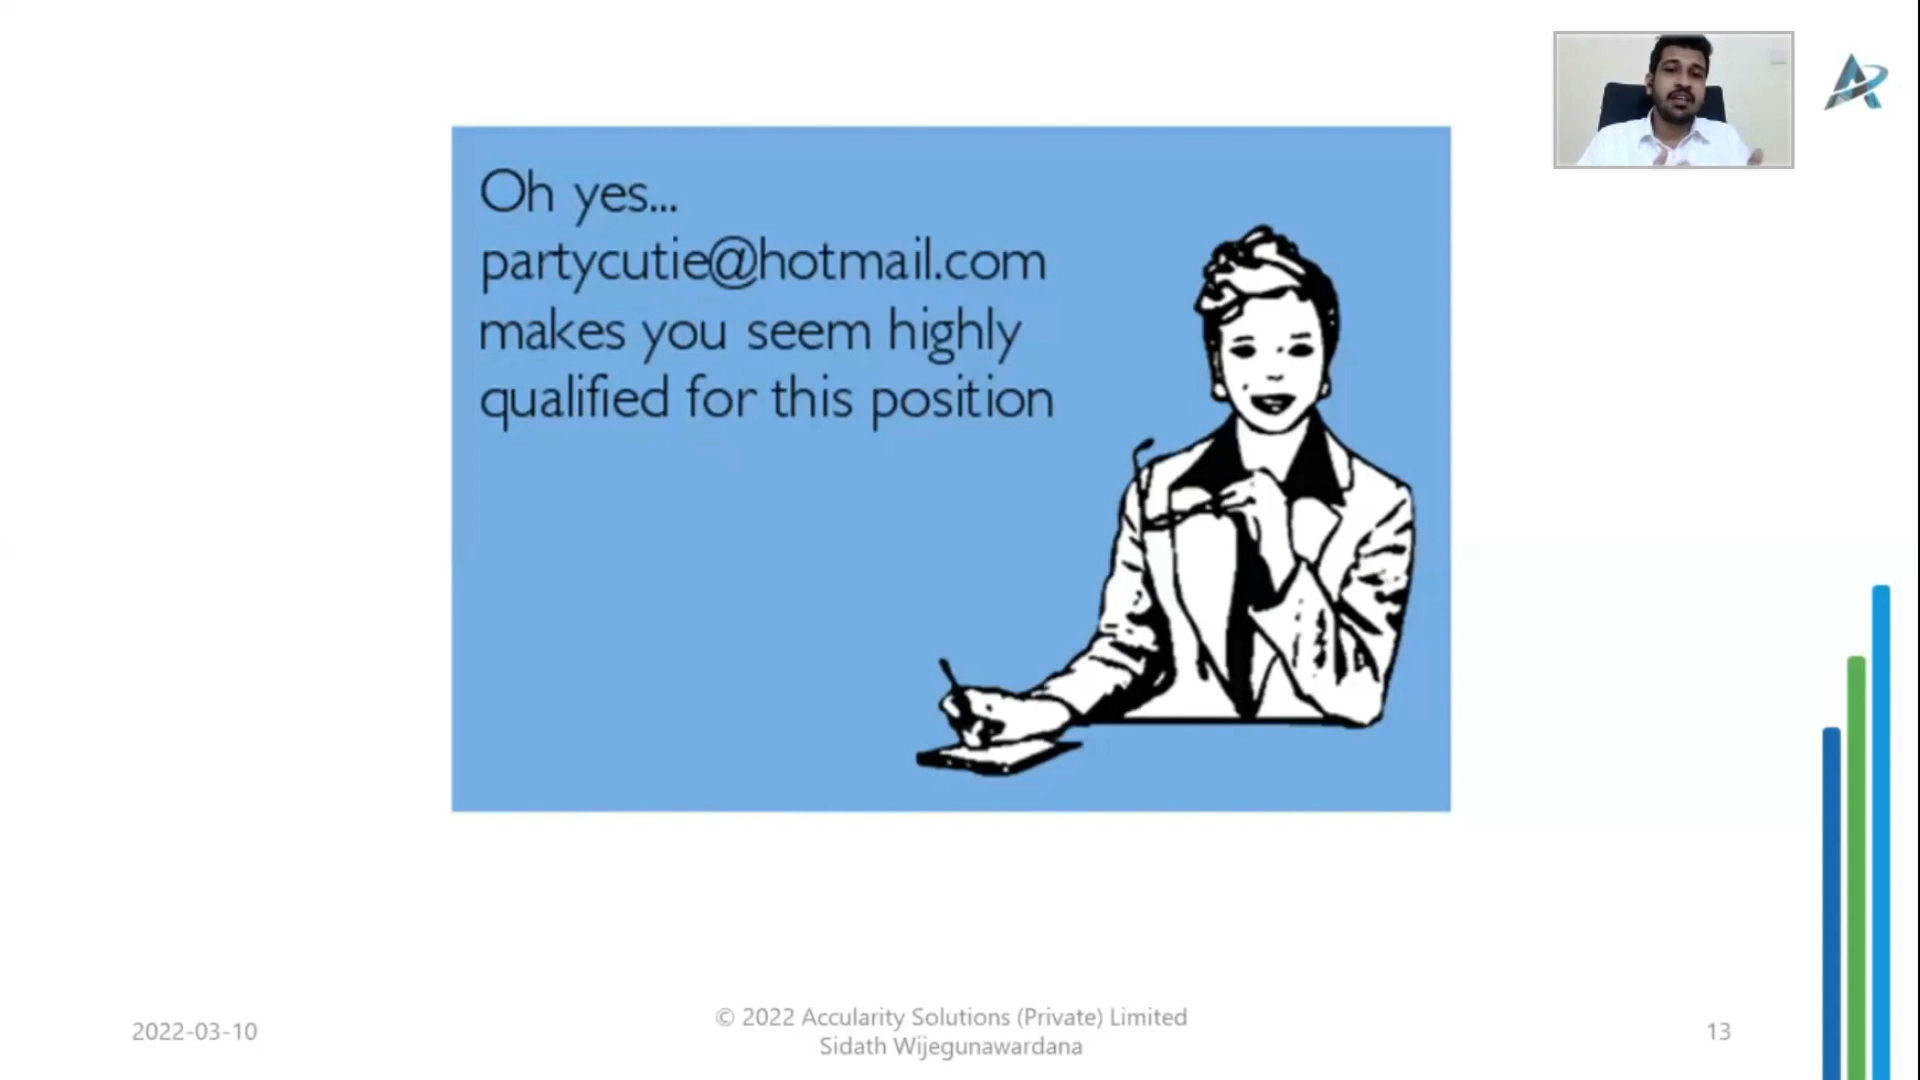 Oh yes...
partycutie@hotmail.com
makes you seem highly
qualified for this position
2022-03-10
© 2022 Accularity Solutions (Private) Limited
Sidath Wijegunawardana
13